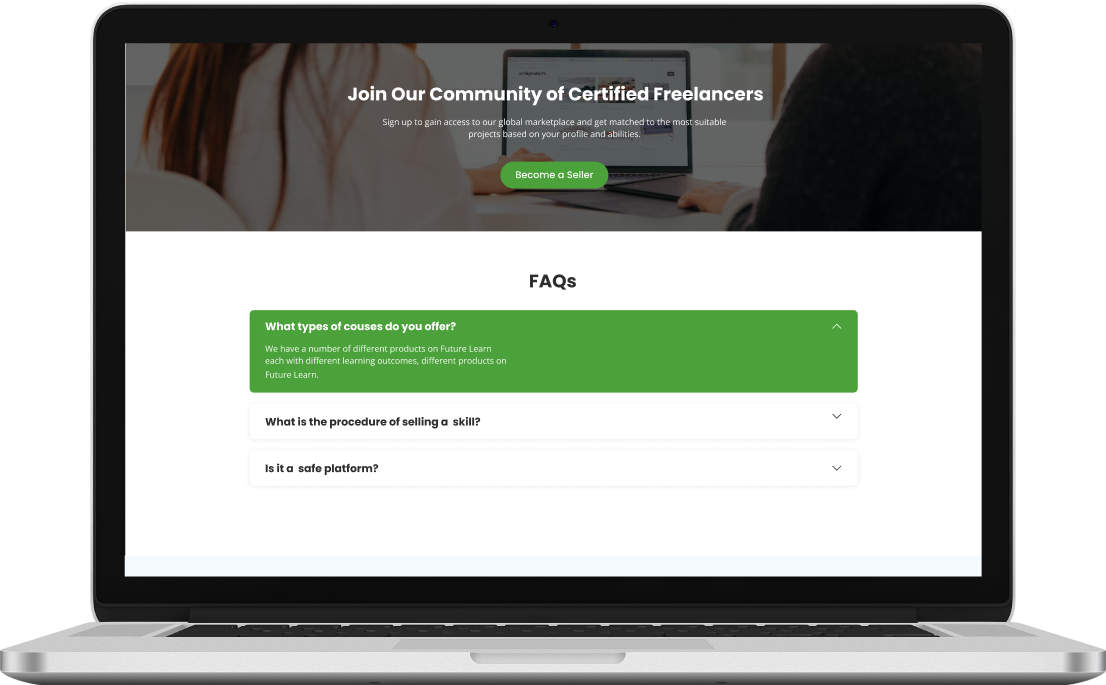 Join Our Community of Certified Freelancers
Sign up to gain access to our global marketplace and get matched to the most suitable
projects based on your profile and abilities.
Become a Seller
FAQs
What types of couses do you offer?
We have a number of different products on Future Learn
each with different learning outcomes, different products on
Future Learn.
What is the procedure of selling a skill?
Is it a safe platform?